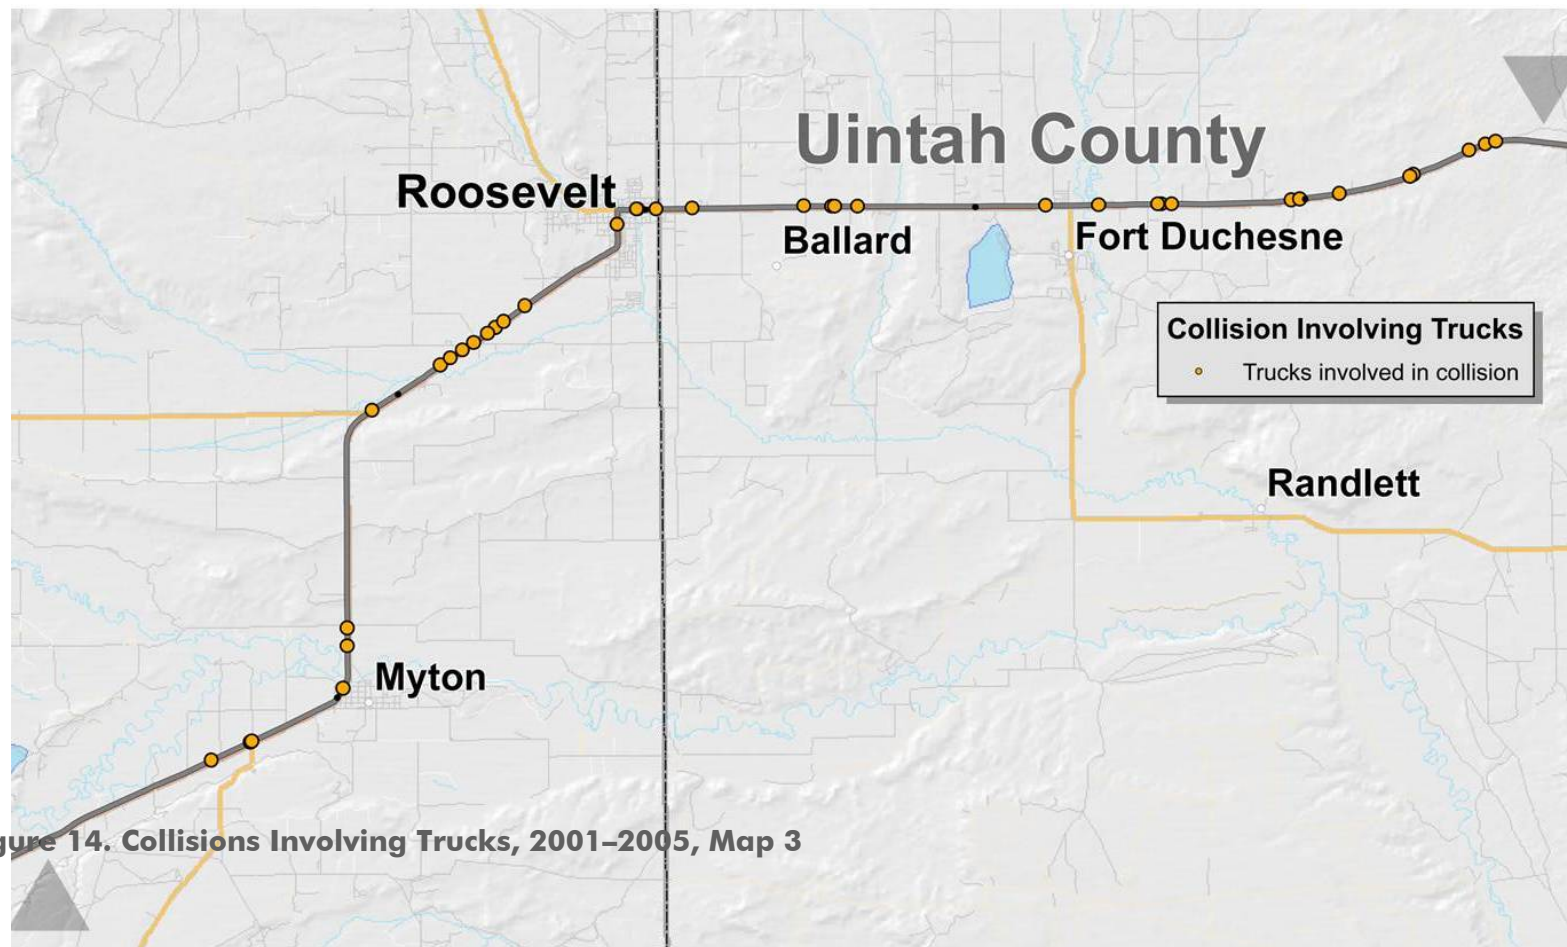 Uintah County
Roosevelt
Ballard
Fort Duchesne
Collision Involving Trucks
Trucks involved in collision
Randlett
Myton
gure 14. Collisions Involving Trucks, 2001–2005, Map 3